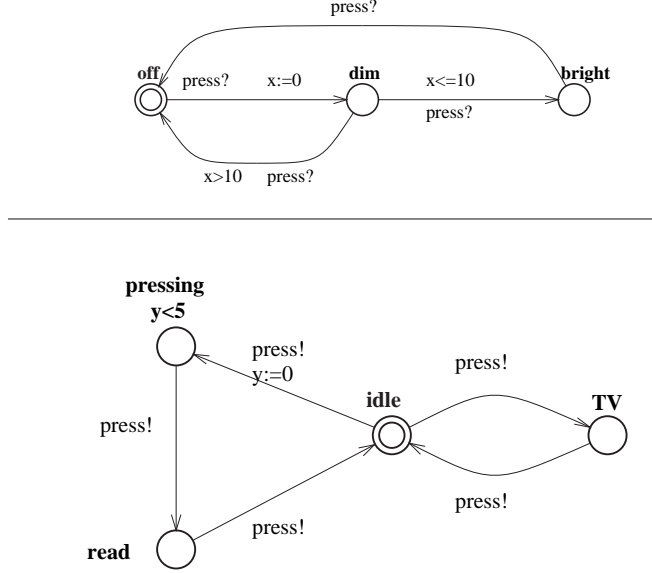 press?
off dim bright
press? x:=0 x<=10
press?
x>10 press?
pressing
y<5
press!
y:=0
press!
idle
TV
press!
press!
press!
read